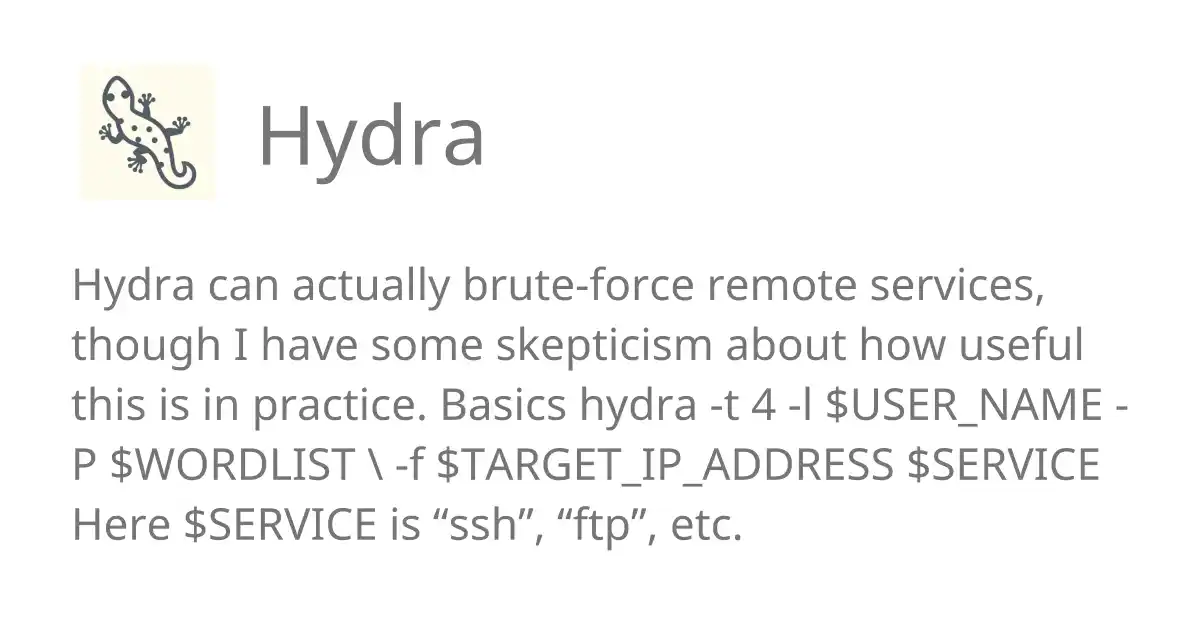 Hydra
Hydra can actually brute-force remote services,
though I have some skepticism about how useful
this is in practice. Basics hydra -t 4 -l $USER_NAME -
P $WORDLIST \ -f $TARGET_IP_ADDRESS $SERVICE
Here $SERVICE is “ssh”, “ftp”, etc.